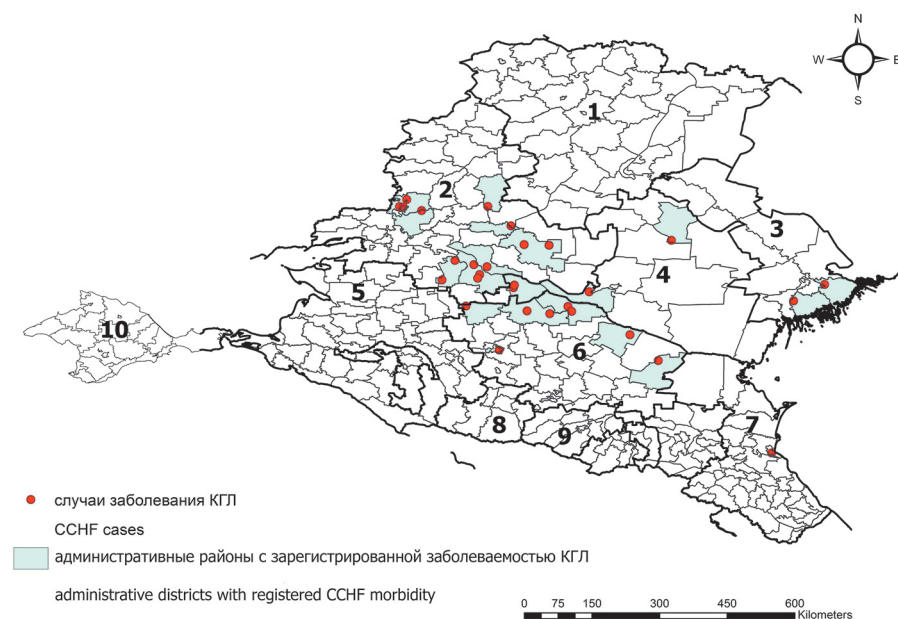 N
W E
S
1
2
3
4
5
10
6
7
8
9
случаи заболевания КГЛ
CCHF cases
административные районы с зарегистрированной заболеваемостью КГЛ
administrative districts with registered CCHF morbidity
0 75 150 300 450 600
Kilometers